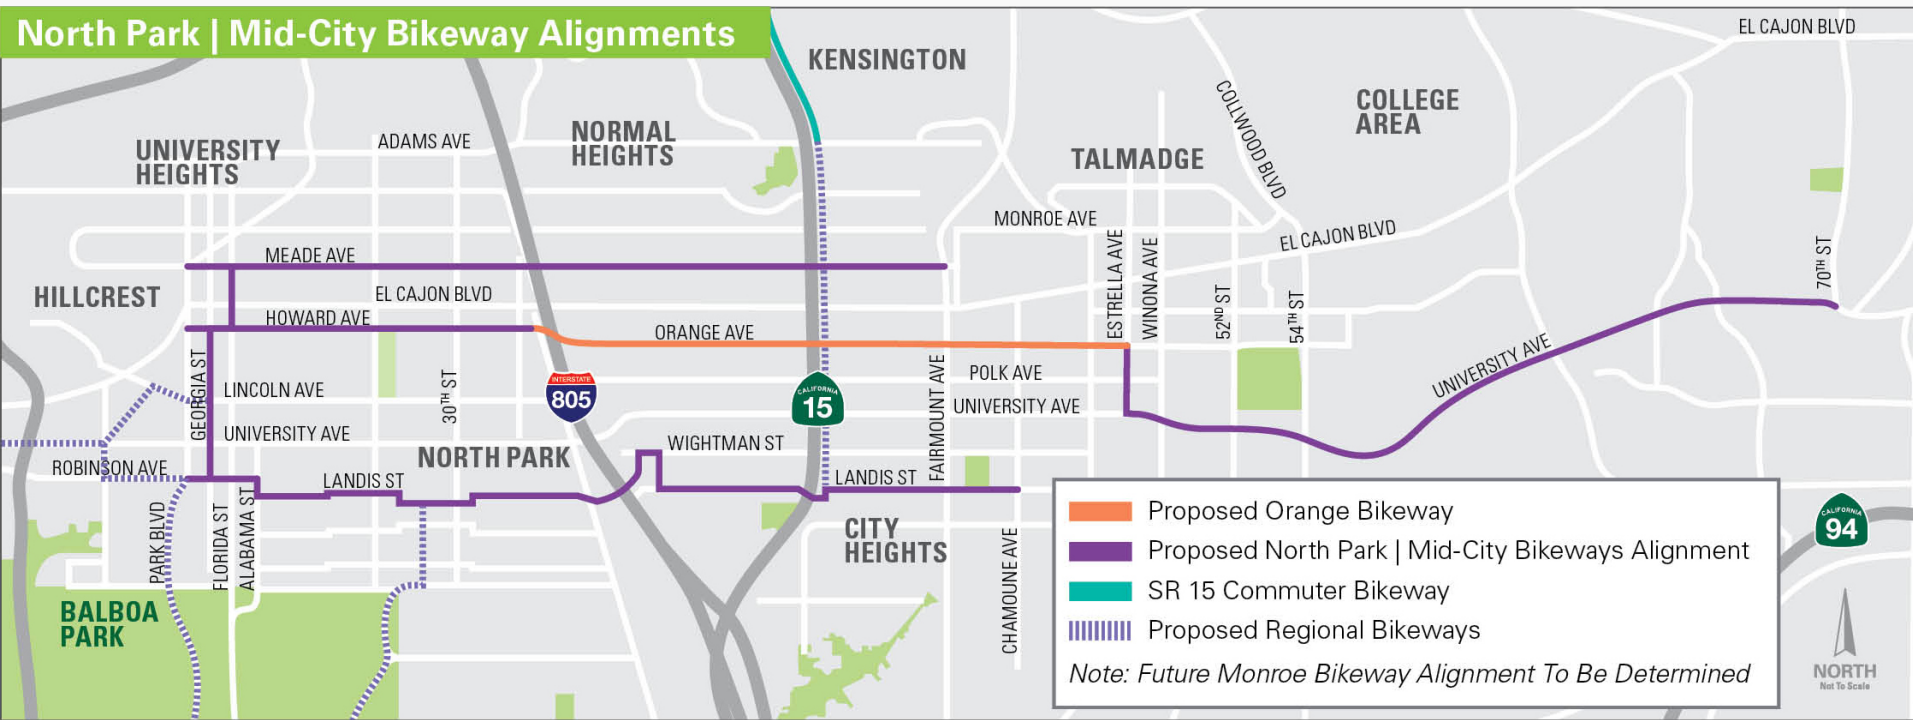 North Park | Mid-City Bikeway Alignments
EL CAJON BLVD
KENSINGTON
COLLWOOD BLVD
COLLEGE
AREA
NORMAL
HEIGHTS
ADAMS AVE
UNIVERSITY
HEIGHTS
TALMADGE
MONROE AVE
EL CAJON BLVD
MEADE AVE
ESTRELLA AVE
WINONA AVE
70TH ST
HILLCREST
EL CAJON BLVD
52ND ST
54TH ST
HOWARD AVE
ORANGE AVE
GEORGIA ST
UNIVERSITY AVE
POLK AVE
LINCOLN AVE
30TH ST
INTERSTATE
805
CALIFORNIA
15
FAIRMOUNT AVE
UNIVERSITY AVE
UNIVERSITY AVE
WIGHTMAN ST
NORTH PARK
ROBINSON AVE
LANDIS ST
LANDIS ST
PARK BLVD
FLORIDA ST
ALABAMA ST
CITY
HEIGHTS
CHAMOUNE AVE
BALBOA
PARK
Proposed Orange Bikeway
Proposed North Park | Mid-City Bikeways Alignment
SR 15 Commuter Bikeway
Proposed Regional Bikeways
Note: Future Monroe Bikeway Alignment To Be Determined
CALIFORNIA
94
NORTH
Not To Scale